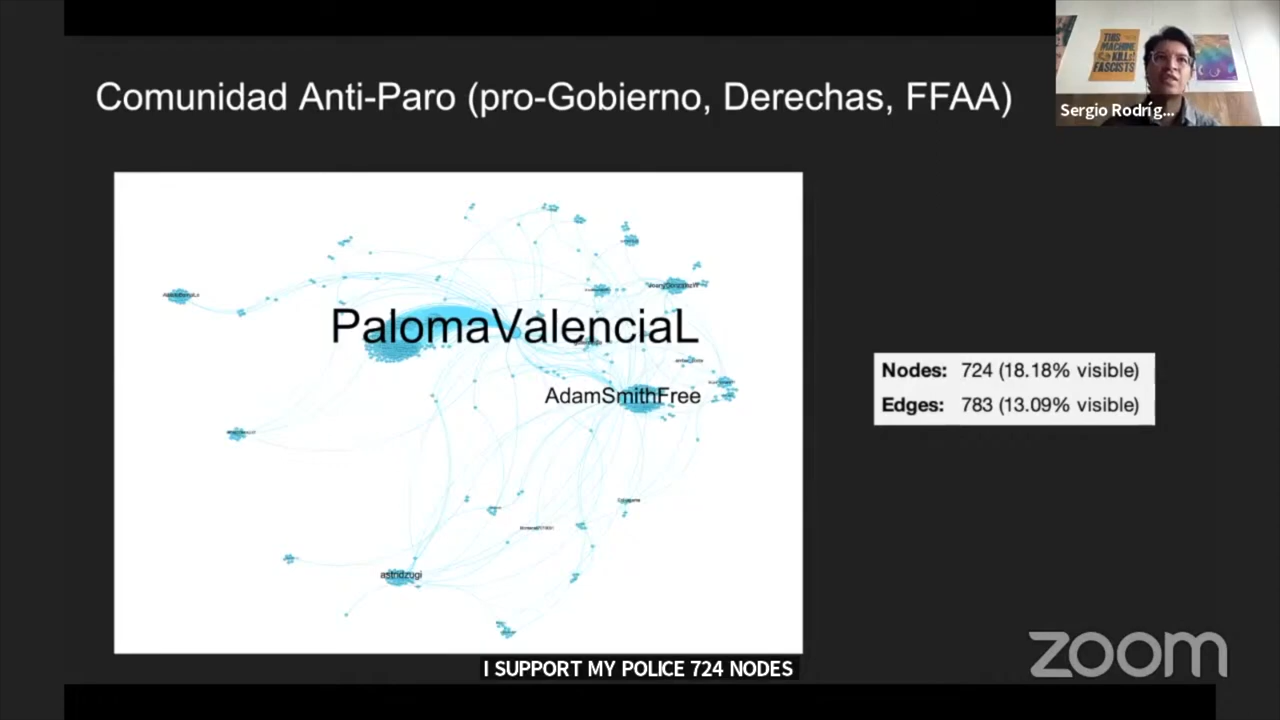 Comunidad Anti-Paro (pro-Gobierno, Derechas, FFAA)
THIS
MACHINE
KILLS
FASCISTS
Sergio Rodríg...
PalomaValenciaL
AdamSmithFree
astridzugi
Nodes: 724 (18.18% visible)
Edges: 783 (13.09% visible)
I SUPPORT MY POLICE 724 NODES
zoom